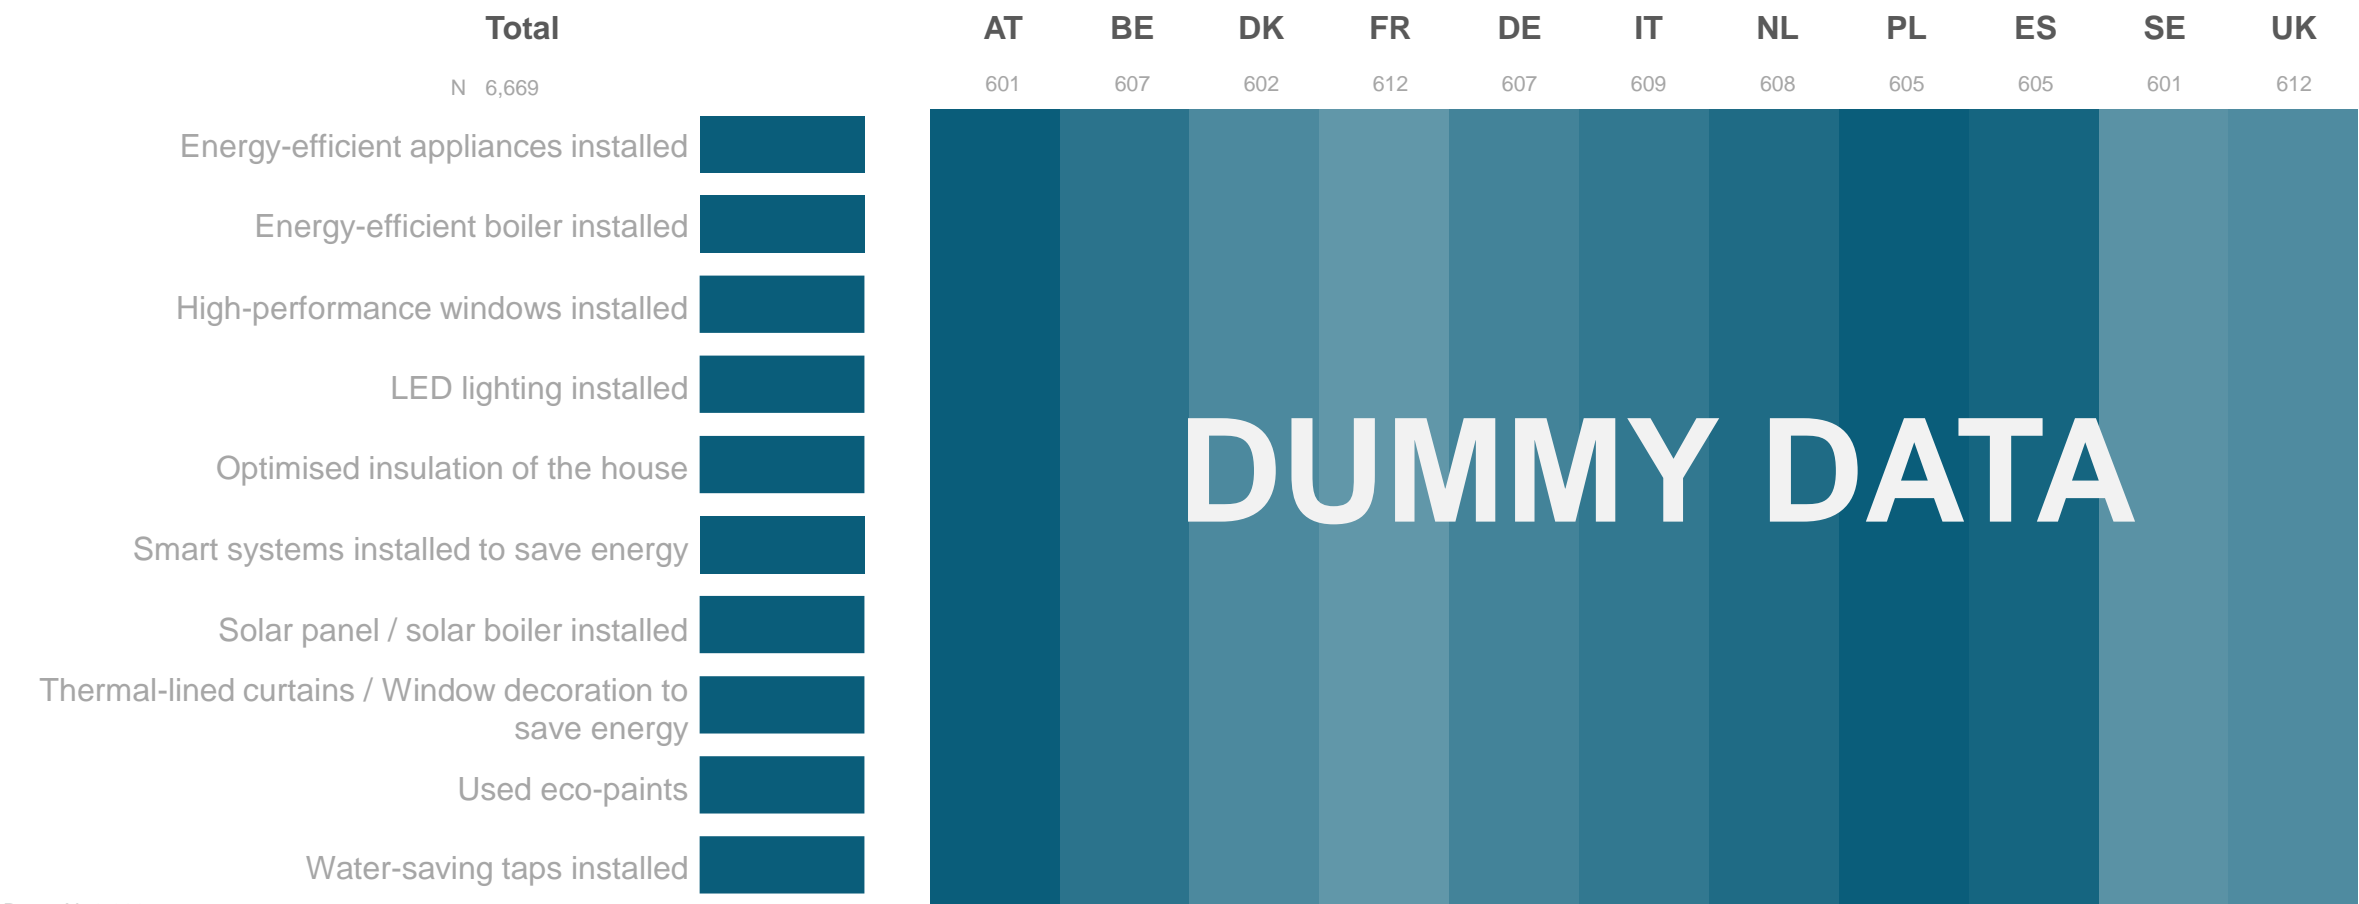 Total AT BE DK FR DE IT NL PL ES SE UK
N 6,669 601 607 602 612 607 609 608 605 605 601 612
Energy-efficient appliances installed
Energy-efficient boiler installed
High-performance windows installed
LED lighting installed
DUMMY DATA
Optimised insulation of the house
Smart systems installed to save energy
Solar panel / solar boiler installed
Thermal-lined curtains / Window decoration to
save energy
Used eco-paints
Water-saving taps installed